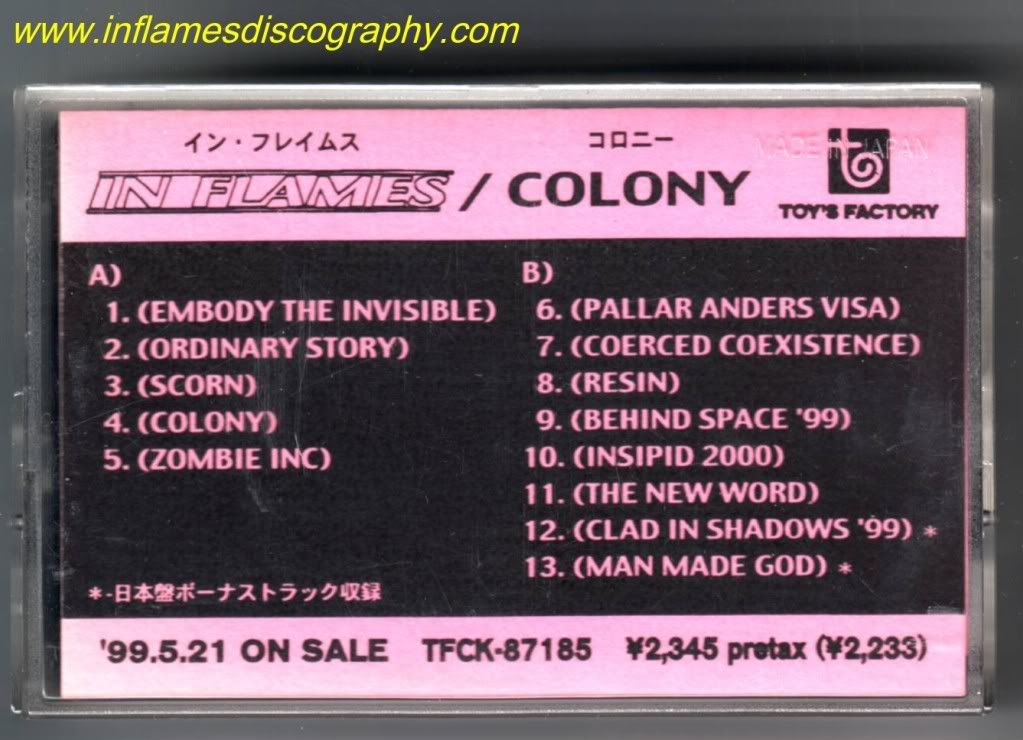 www.inflamesdiscography.com
イン・フレイムス コロニー
IN FLAMES / COLONY
MADE IN JAPAN
TOY'S FACTORY
A)
1. (EMBODY THE INVISIBLE)
2. (ORDINARY STORY)
3. (SCORN)
4. (COLONY)
5. (ZOMBIE INC)
*-日本盤ボーナストラック収録
B)
6. (PALLAR ANDERS VISA)
7. (COERCED COEXISTENCE)
8. (RESIN)
9. (BEHIND SPACE '99)
10. (INSIPID 2000)
11. (THE NEW WORD)
12. (CLAD IN SHADOWS '99) *
13. (MAN MADE GOD) *
'99.5.21 ON SALE TFCK-87185 ¥2,345 pretax (¥2,233)